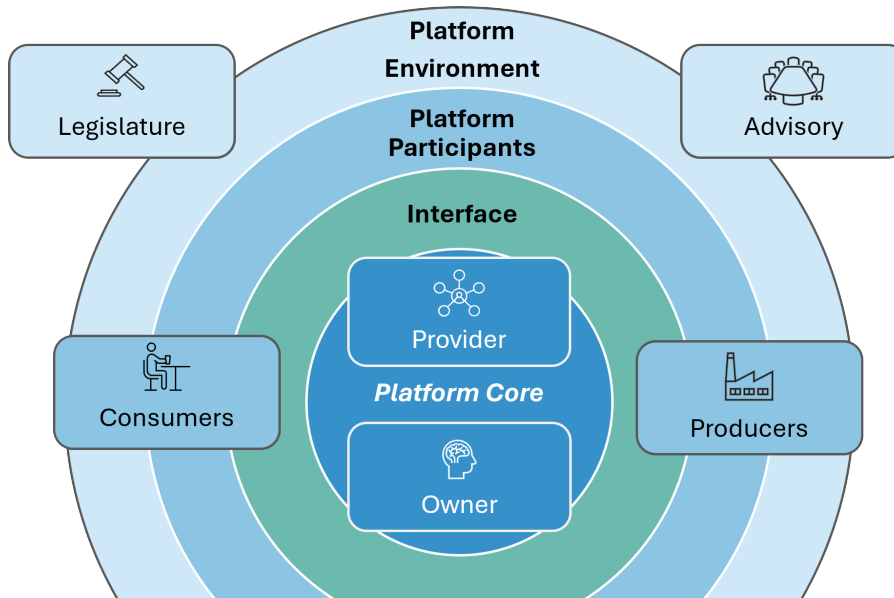 Platform
Environment
Legislature
Advisory
Platform
Participants
Interface
Provider
Platform Core
Consumers
Producers
Owner